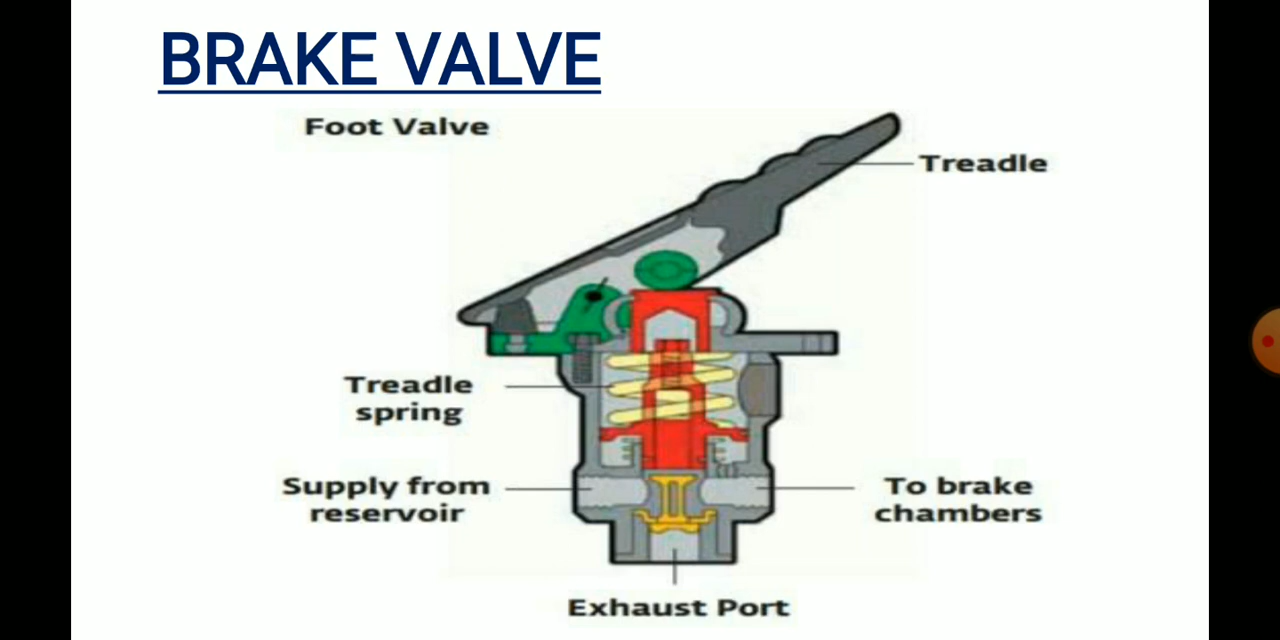 BRAKE VALVE
Foot Valve
Treadle
Treadle
spring
Supply from
reservoir
To brake
chambers
Exhaust Port